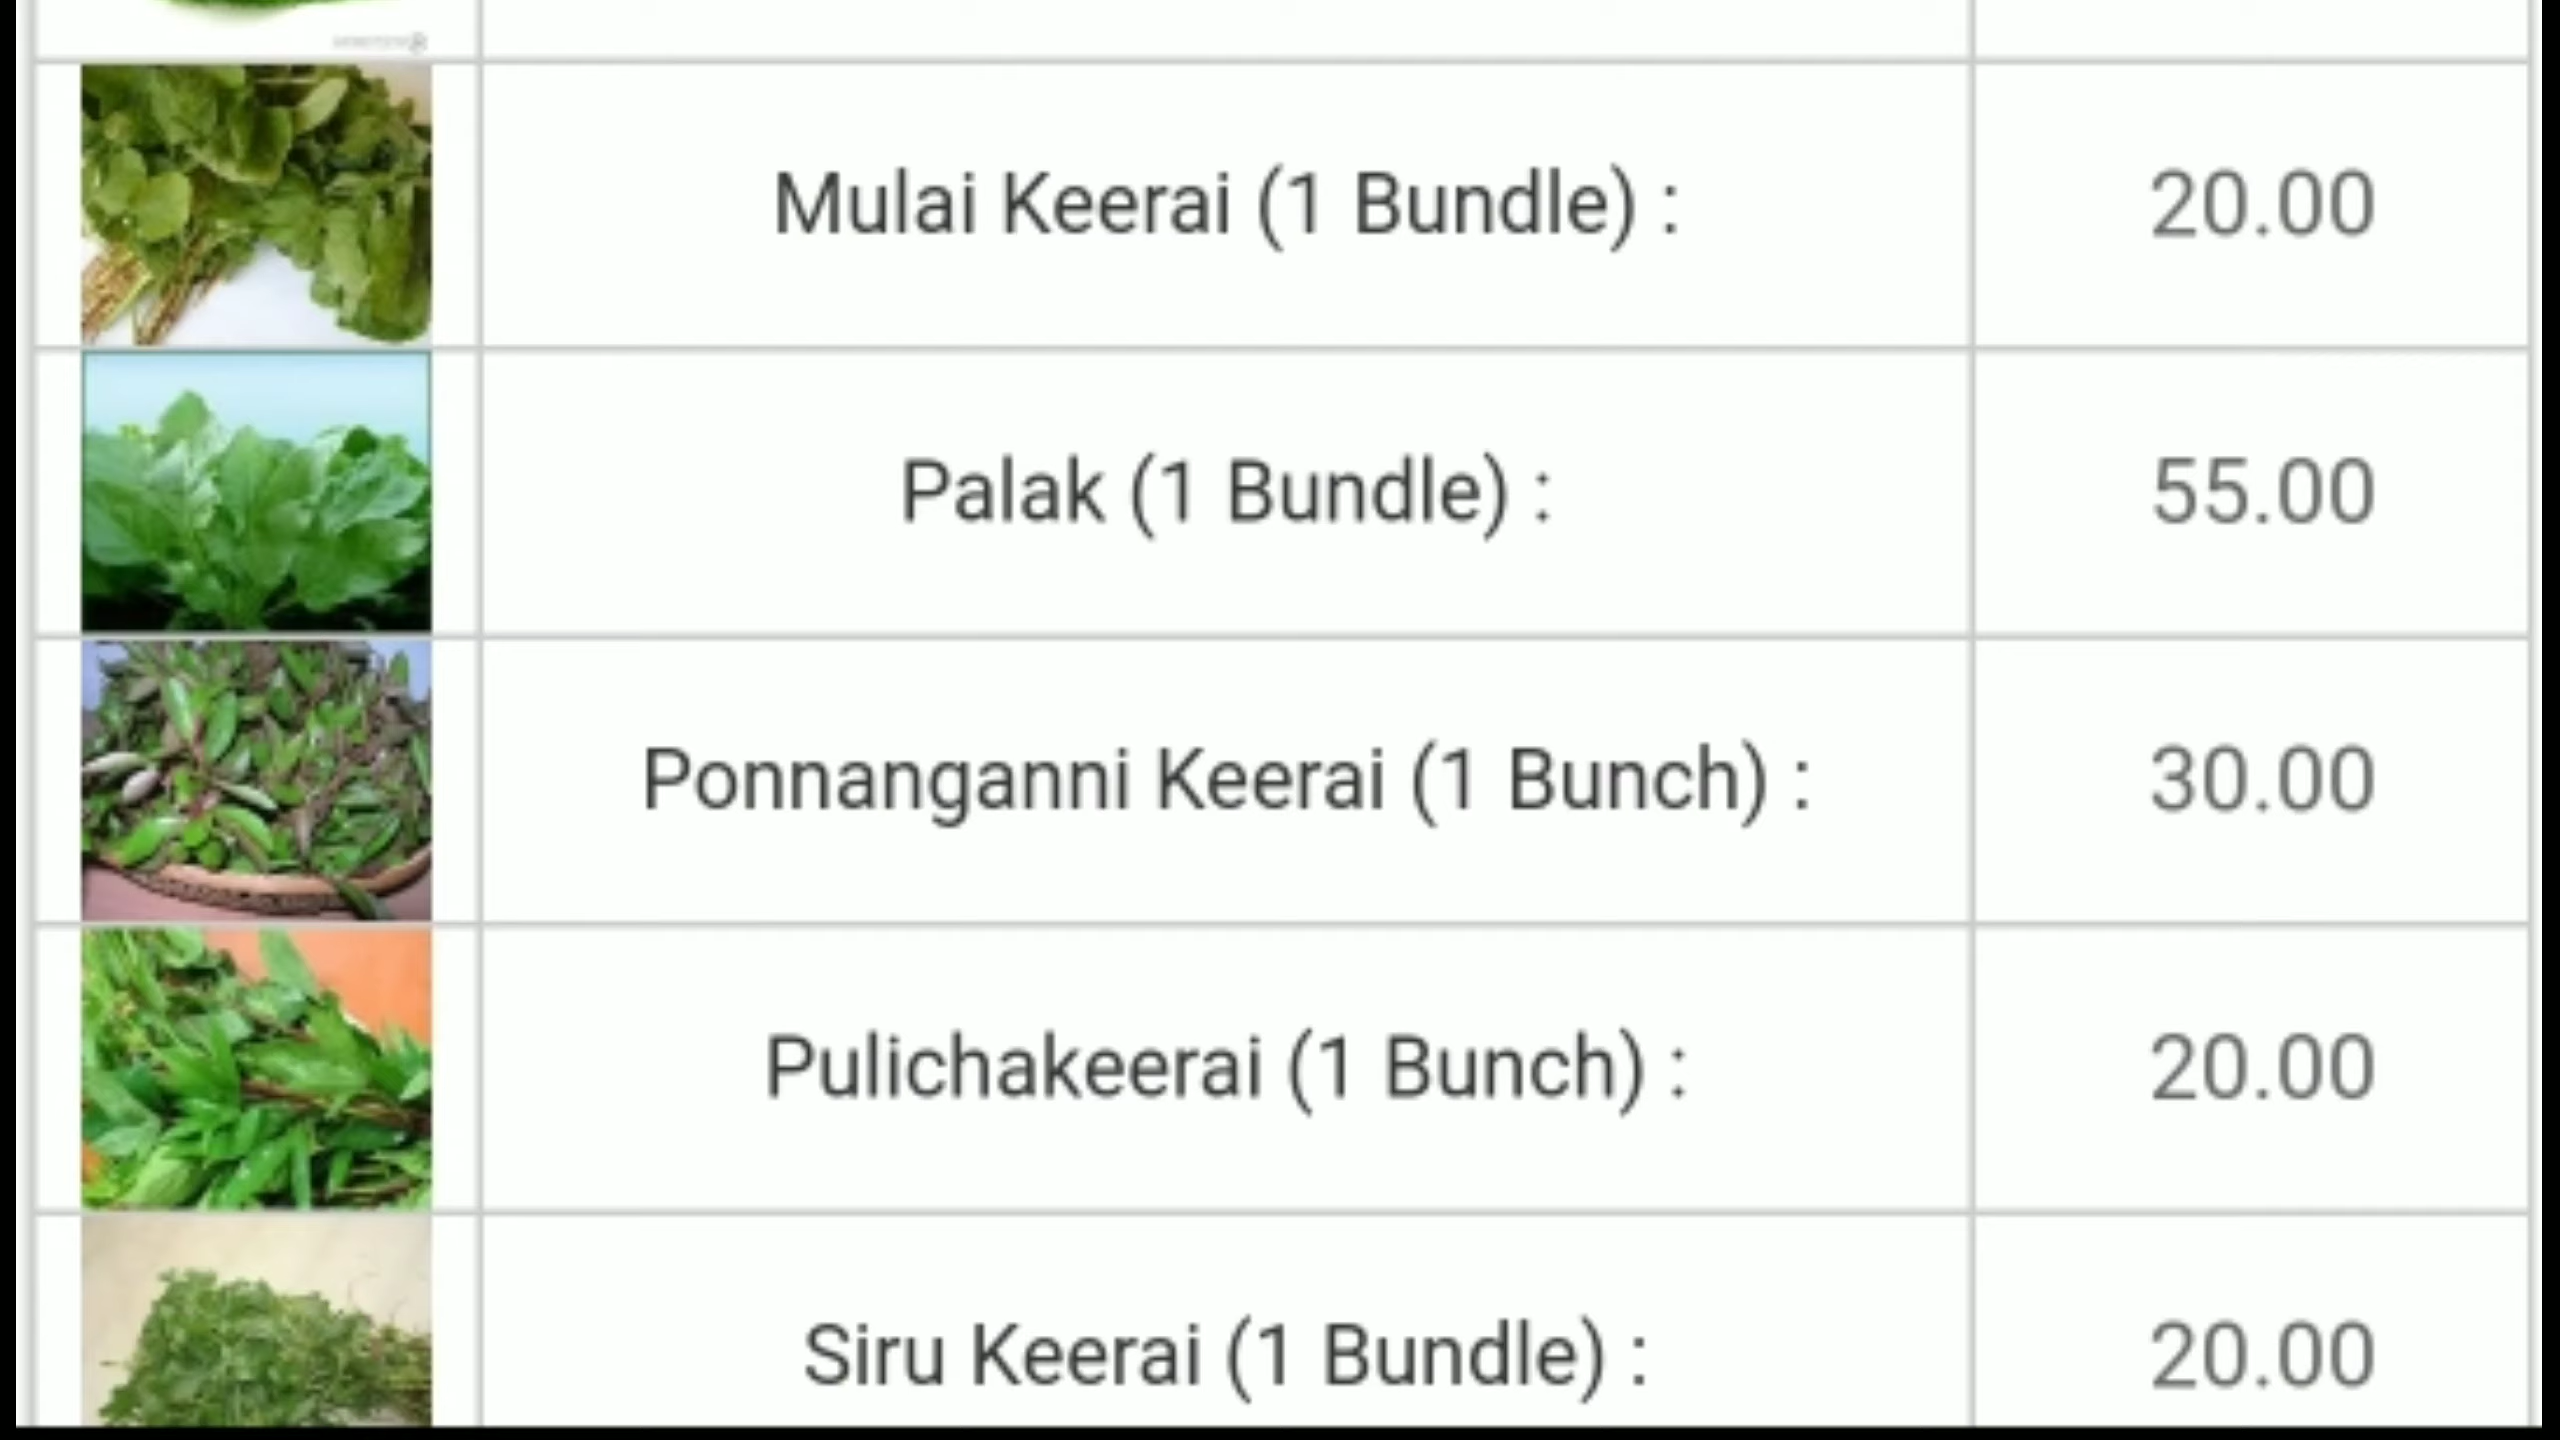 Mulai Keerai (1 Bundle) : 20.00
Palak (1 Bundle) : 55.00
Ponnanganni Keerai (1 Bunch) : 30.00
Pulichakeerai (1 Bunch) : 20.00
Siru Keerai (1 Bundle) : 20.00